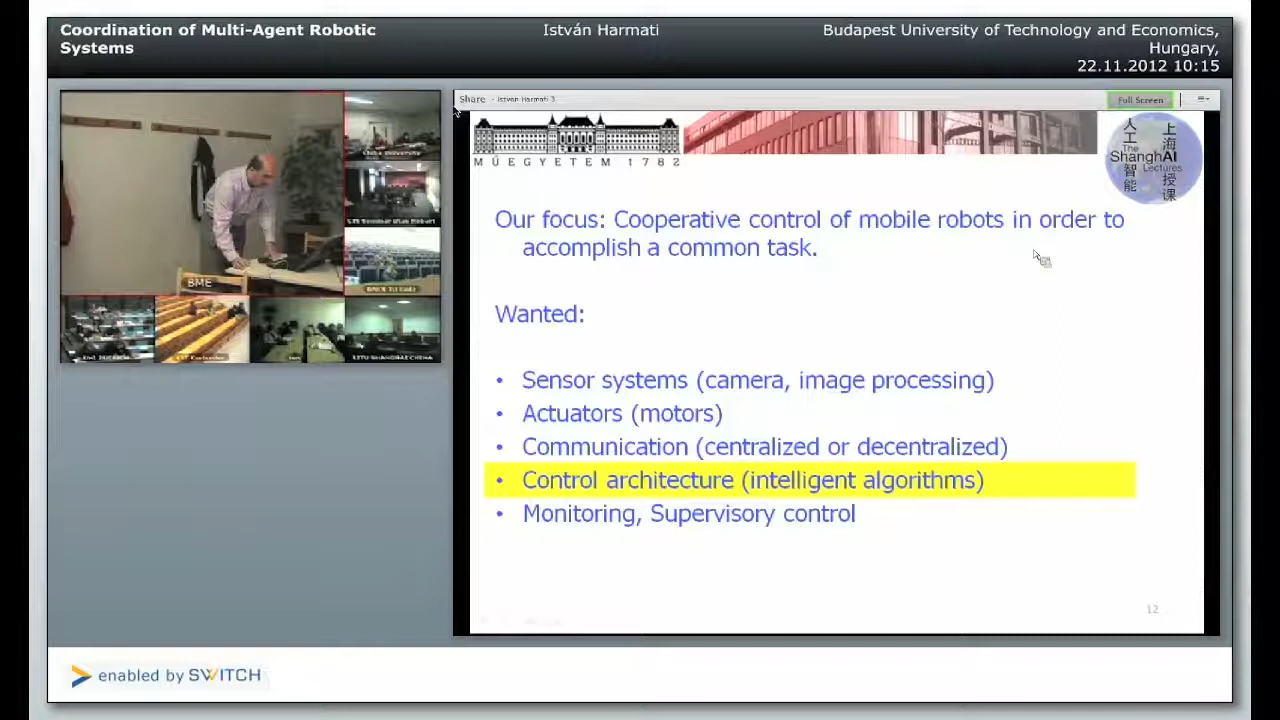 Coordination of Multi-Agent Robotic
Systems
István Harmati
Budapest University of Technology and Economics,
Hungary,
22.11.2012 10:15
Share - Istvan Harmati 3
Full Screen
BME
MŰEGYETEM 1782
人工智能
上海授课
The
ShanghAI
Lectures
Our focus: Cooperative control of mobile robots in order to
accomplish a common task.
Wanted:
• Sensor systems (camera, image processing)
• Actuators (motors)
• Communication (centralized or decentralized)
• Control architecture (intelligent algorithms)
• Monitoring, Supervisory control
12
enabled by SWITCH